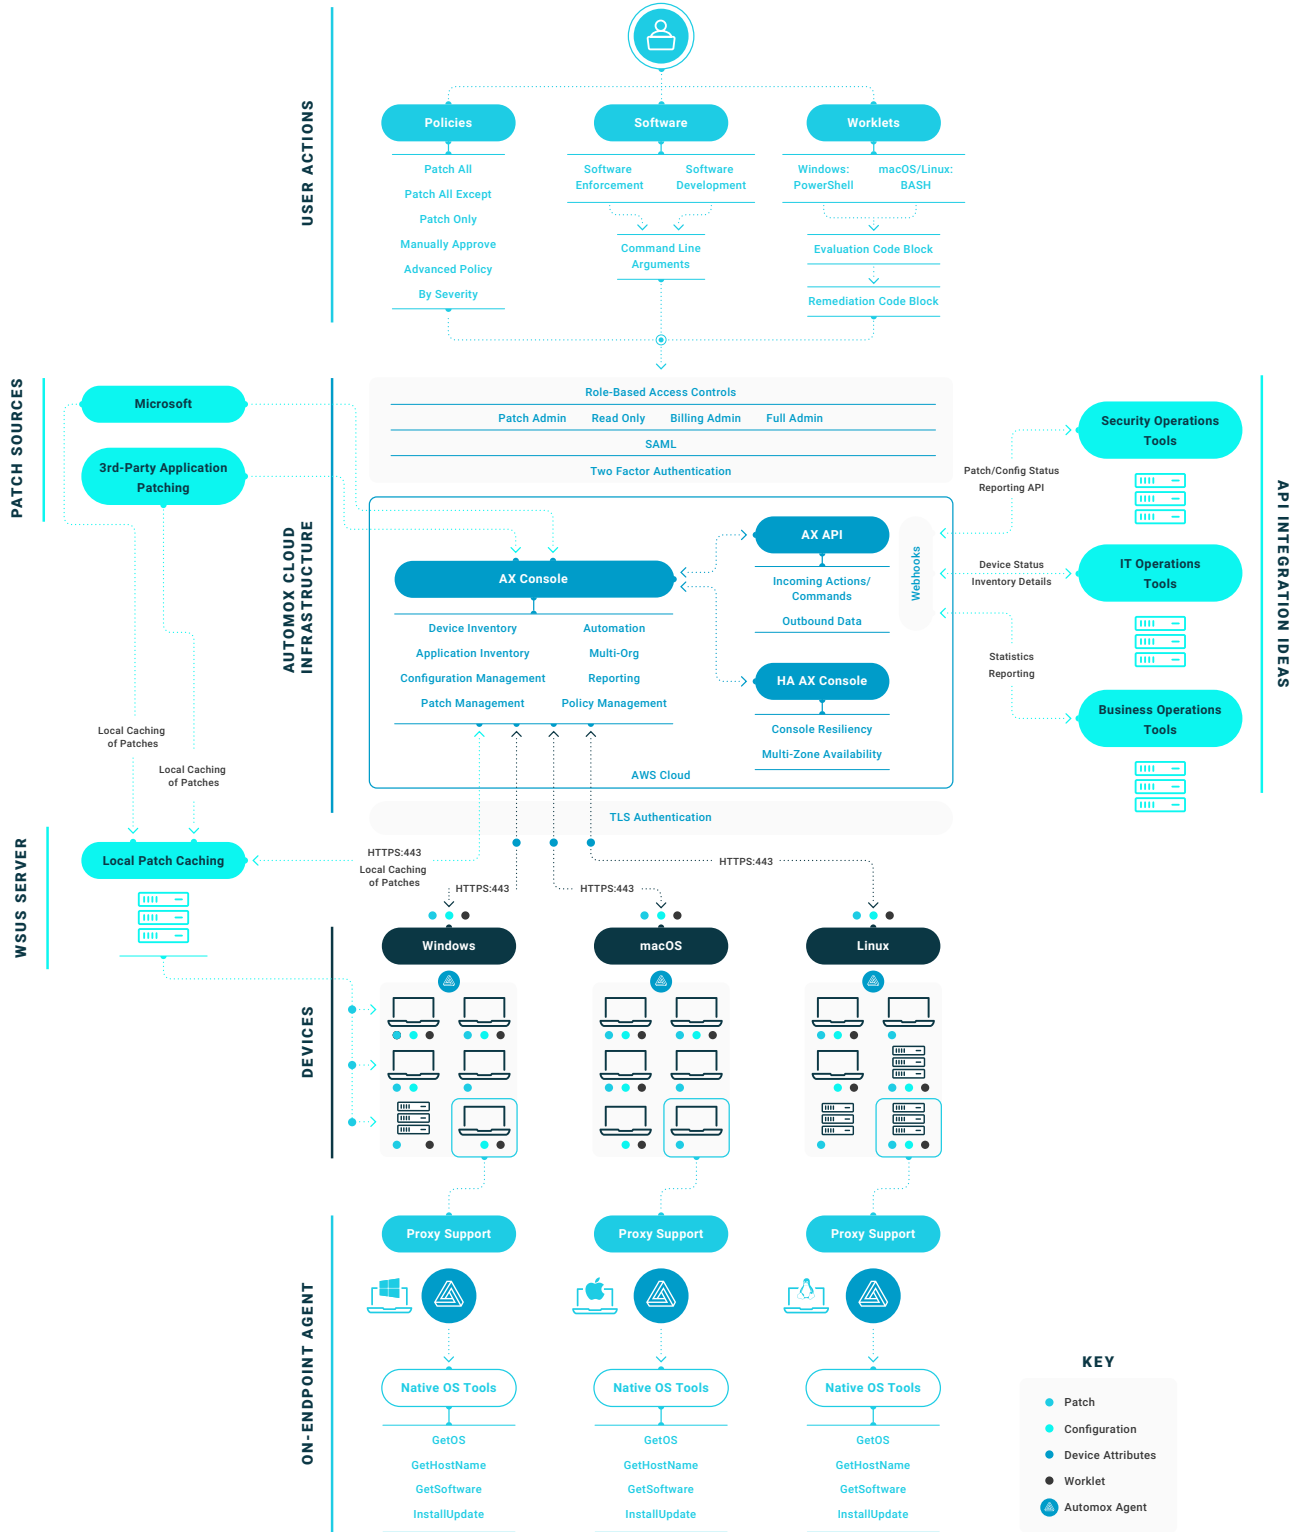 USER ACTIONS
Policies
Patch All
Patch All Except
Patch Only
Manually Approve
Advanced Policy
By Severity
Software
Software
Enforcement
Software
Development
Command Line
Arguments
Worklets
Windows:
PowerShell
macOS/Linux:
BASH
Evaluation Code Block
Remediation Code Block
PATCH SOURCES
Microsoft
3rd-Party Application
Patching
Local Caching
of Patches
Local Caching
of Patches
AUTOMOX CLOUD
INFRASTRUCTURE
Role-Based Access Controls
Patch Admin
Read Only
Billing Admin
Full Admin
SAML
Two Factor Authentication
AX Console
Device Inventory
Application Inventory
Configuration Management
Patch Management
Automation
Multi-Org
Reporting
Policy Management
AX API
Incoming Actions/
Commands
Outbound Data
HA AX Console
Console Resiliency
Multi-Zone Availability
Webhooks
AWS Cloud
TLS Authentication
API INTEGRATION IDEAS
Patch/Config Status
Reporting API
Security Operations
Tools
Device Status
Inventory Details
IT Operations
Tools
Statistics
Reporting
Business Operations
Tools
WSUS SERVER
Local Patch Caching
HTTPS:443
Local Caching
of Patches
HTTPS:443
HTTPS:443
HTTPS:443
DEVICES
Windows
macOS
Linux
ON-ENDPOINT AGENT
Proxy Support
Proxy Support
Proxy Support
Native OS Tools
GetOS
GetHostName
GetSoftware
InstallUpdate
Native OS Tools
GetOS
GetHostName
GetSoftware
InstallUpdate
Native OS Tools
GetOS
GetHostName
GetSoftware
InstallUpdate
KEY
Patch
Configuration
Device Attributes
Worklet
Automox Agent